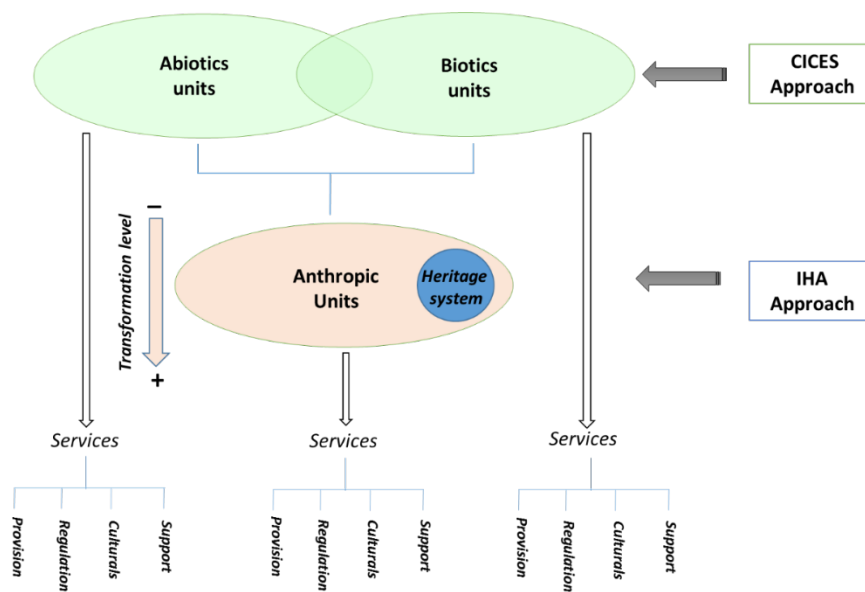 Abiotics
units
Biotics
units
CICES
Approach
−
Transformation level
+
Anthropic
Units
Heritage
system
IHA
Approach
Services
Services
Services
Provision
Regulation
Culturals
Support
Provision
Regulation
Culturals
Support
Provision
Regulation
Culturals
Support